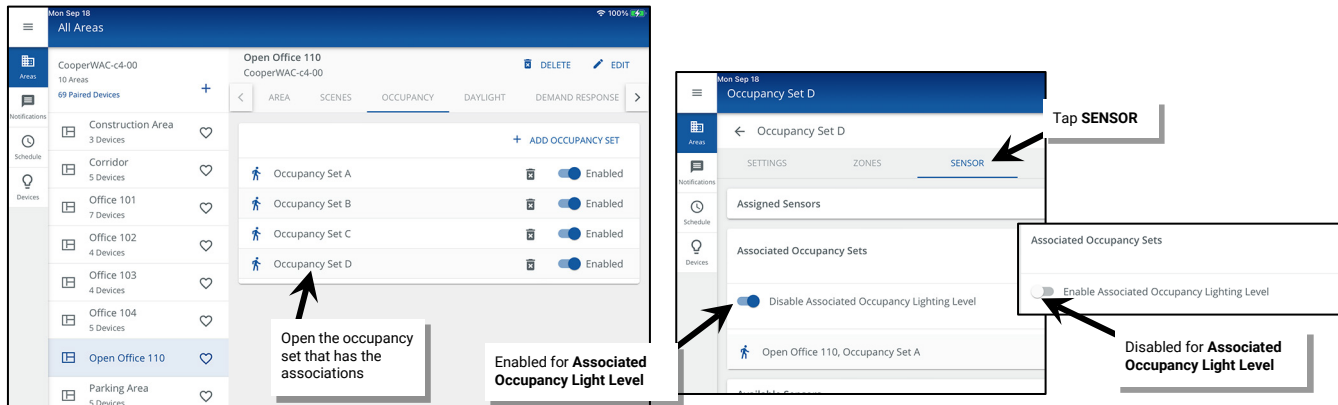 Mon Sep 18
100%
All Areas
Areas
Notifications
Schedule
Devices
CooperWAC-c4-00
10 Areas
69 Paired Devices
+
Construction Area
3 Devices
Corridor
5 Devices
Office 101
7 Devices
Office 102
4 Devices
Office 103
4 Devices
Office 104
5 Devices
Open Office 110
Parking Area
5 Devices
Open Office 110
CooperWAC-c4-00
DELETE
EDIT
< AREA SCENES OCCUPANCY DAYLIGHT DEMAND RESPONSE >
+ ADD OCCUPANCY SET
Occupancy Set A Enabled
Occupancy Set B Enabled
Occupancy Set C Enabled
Occupancy Set D Enabled
Open the occupancy
set that has the
associations
Mon Sep 18
Occupancy Set D
Areas
Notifications
Schedule
Devices
Occupancy Set D
SETTINGS ZONES SENSOR
Assigned Sensors
Associated Occupancy Sets
Disable Associated Occupancy Lighting Level
Open Office 110, Occupancy Set A
Available Sensors
Tap SENSOR
Enabled for Associated
Occupancy Light Level
Associated Occupancy Sets
Enable Associated Occupancy Lighting Level
Disabled for Associated
Occupancy Light Level